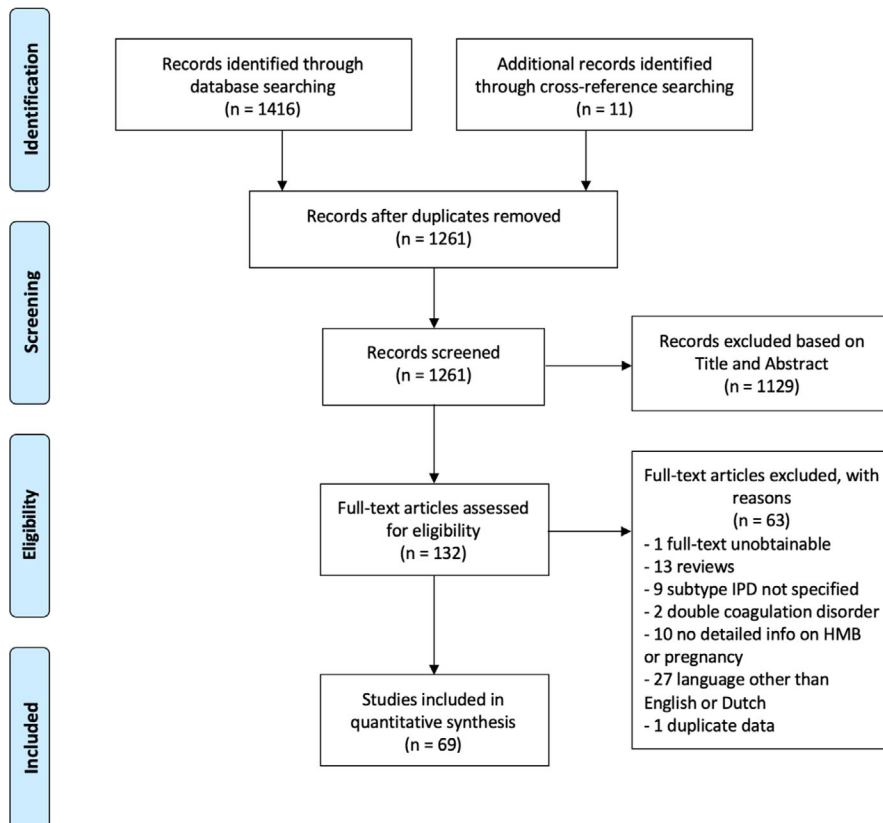 Identification
Records identified through
database searching
(n = 1416)
Additional records identified
through cross-reference searching
(n = 11)
Records after duplicates removed
(n = 1261)
Screening
Records screened
(n = 1261)
Records excluded based on
Title and Abstract
(n = 1129)
Eligibility
Full-text articles assessed
for eligibility
(n = 132)
Full-text articles excluded, with
reasons
(n = 63)
- 1 full-text unobtainable
- 13 reviews
- 9 subtype IPD not specified
- 2 double coagulation disorder
- 10 no detailed info on HMB
or pregnancy
- 27 language other than
English or Dutch
- 1 duplicate data
Included
Studies included in
quantitative synthesis
(n = 69)